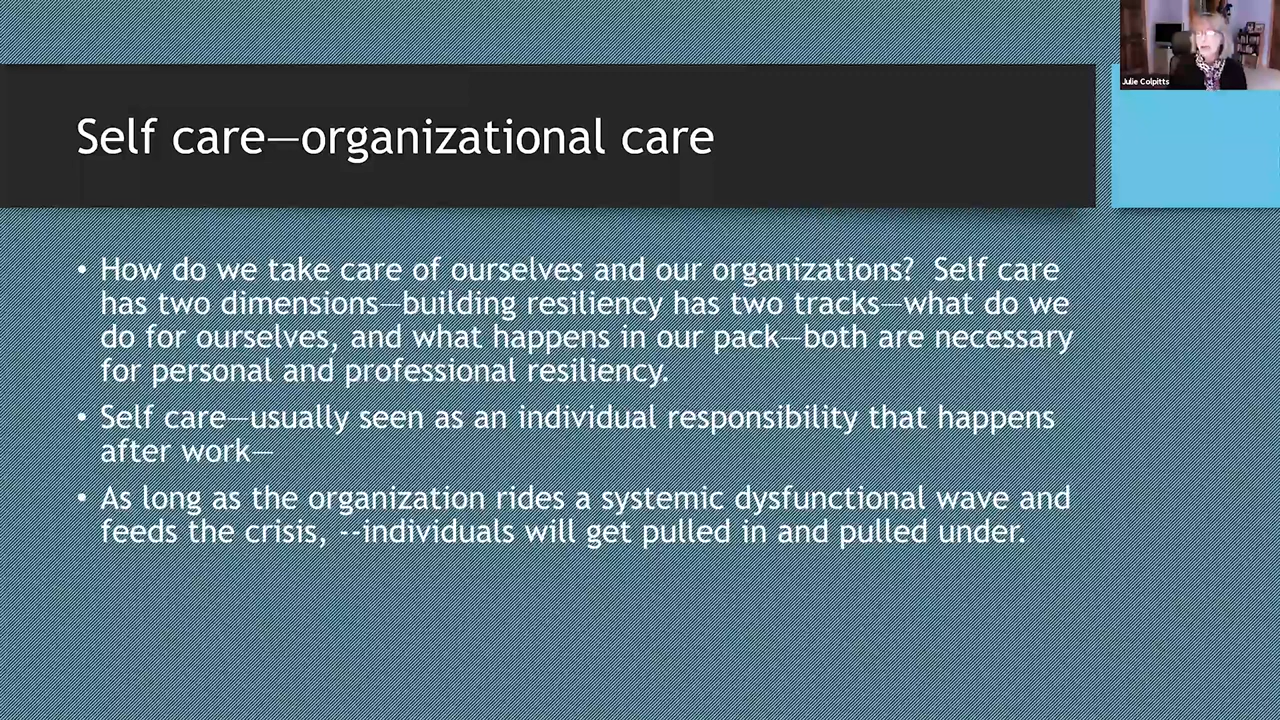 Julie Colpitts
Self care—organizational care
• How do we take care of ourselves and our organizations?  Self care
has two dimensions—building resiliency has two tracks—what do we
do for ourselves, and what happens in our pack—both are necessary
for personal and professional resiliency.
• Self care—usually seen as an individual responsibility that happens
after work—
• As long as the organization rides a systemic dysfunctional wave and
feeds the crisis, --individuals will get pulled in and pulled under.